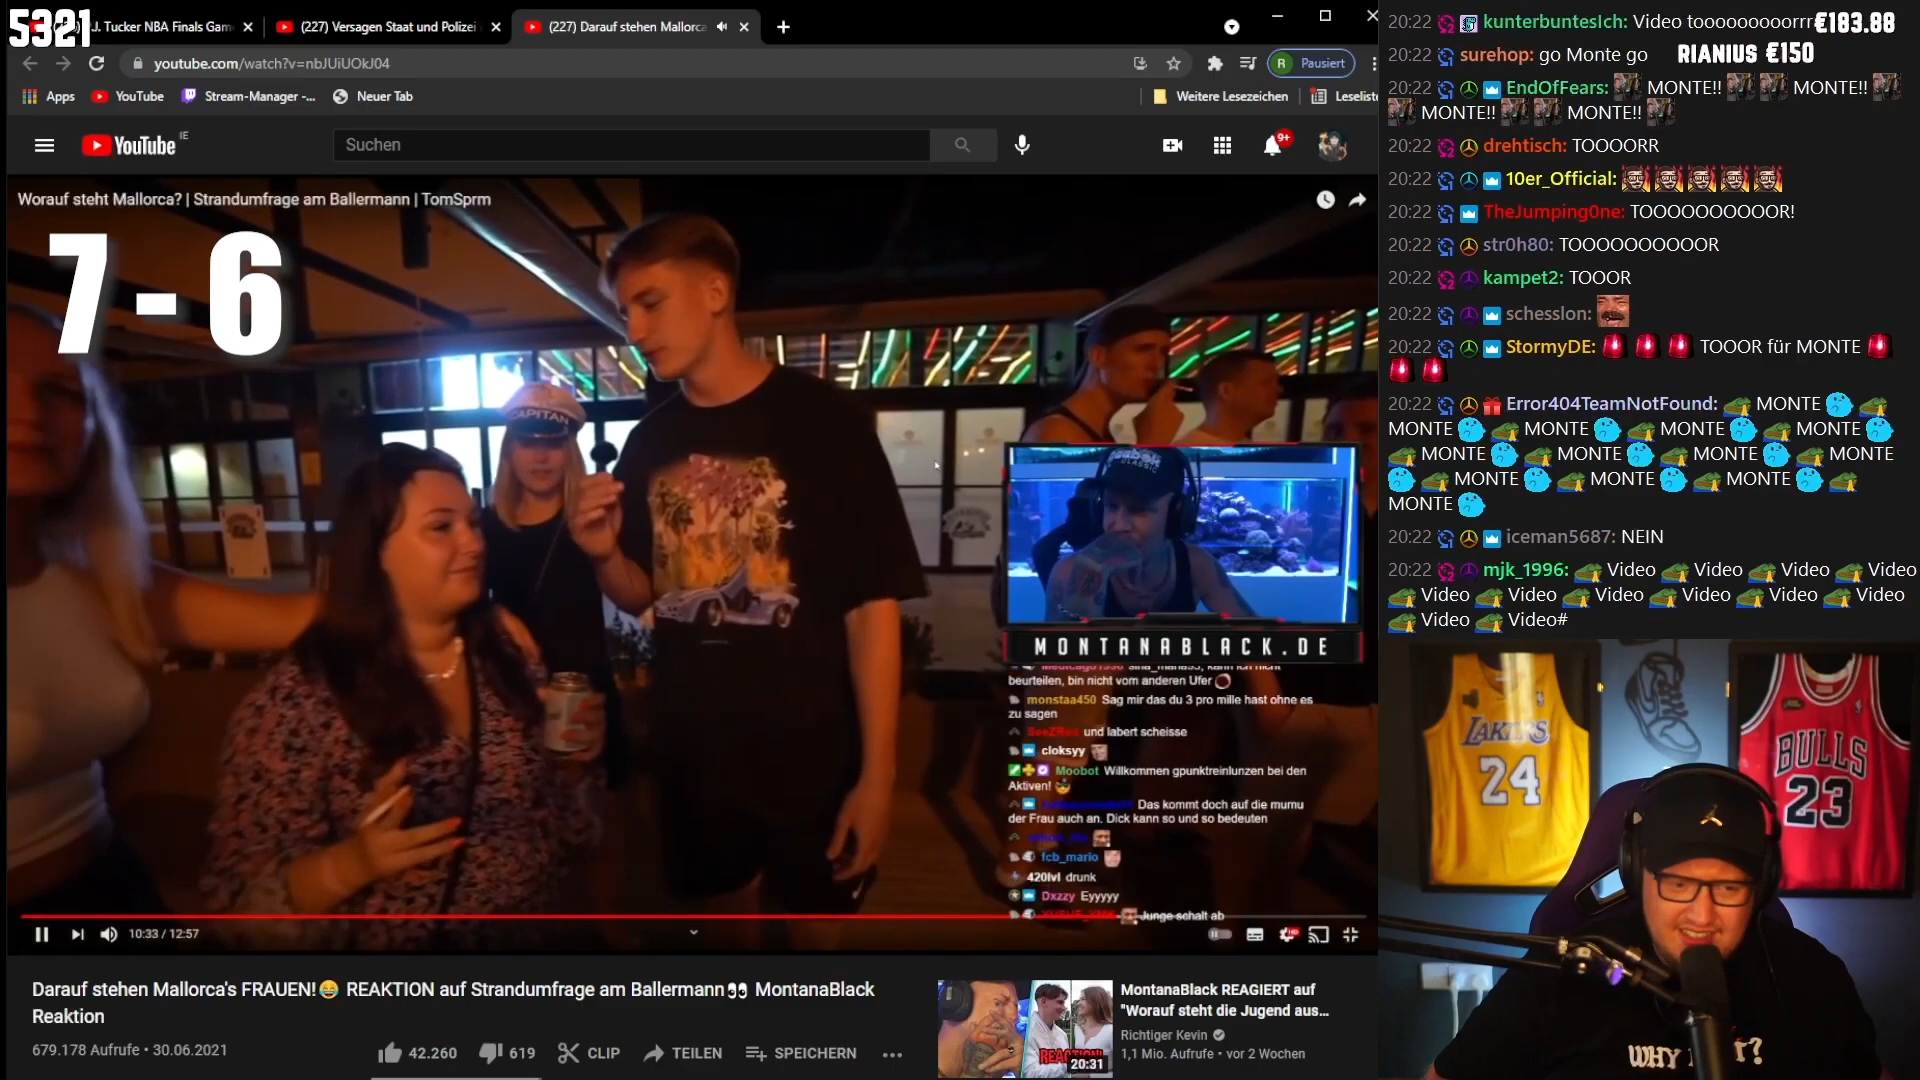 5321
J. Tucker NBA Finals Gam
(227) Versagen Staat und Polizei
(227) Darauf stehen Mallorca
youtube.com/watch?v=nbJUiUOkJ04
R Pausiert
Apps
YouTube
Stream-Manager -...
Neuer Tab
Weitere Lesezeichen
Leseliste
YouTube IE
Suchen
9+
Worauf steht Mallorca? | Strandumfrage am Ballermann | TomSprm
7 - 6
CAPITAN
Reebok
CLASSIC
MONTANABLACK.DE
beurteilen, bin nicht vom anderen Ufer
monstaa450 Sag mir das du 3 pro mille hast ohne es
zu sagen
und labert scheisse
cloksyy
Moobot Willkommen gpunktreinlunzen bei den
Aktiven!
Das kommt doch auf die mumu
der Frau auch an. Dick kann so und so bedeuten
fcb_mario
420lvl drunk
Dxzzy Eyyyyy
Junge schalt ab
10:33 / 12:57
HD
Darauf stehen Mallorca's FRAUEN!😂 REAKTION auf Strandumfrage am Ballermann👀 MontanaBlack
Reaktion
679.178 Aufrufe • 30.06.2021
42.260
619
CLIP
TEILEN
SPEICHERN
REACTION!
20:31
MontanaBlack REAGIERT auf
"Worauf steht die Jugend aus...
Richtiger Kevin
1,1 Mio. Aufrufe • vor 2 Wochen
20:22 kunterbuntesIch: Video tooooooooorrr
€183.88
20:22 surehop: go Monte go
RIANIUS €150
20:22 EndOfFears: MONTE!! MONTE!!
MONTE!! MONTE!!
20:22 drehtisch: TOOOORR
20:22 10er_Official:
20:22 TheJumping0ne: TOOOOOOOOOOR!
20:22 str0h80: TOOOOOOOOOOR
20:22 kampet2: TOOOR
20:22 schesslon:
20:22 StormyDE: 🚨 🚨 🚨 TOOOR für MONTE 🚨
🚨 🚨
20:22 Error404TeamNotFound: MONTE
MONTE MONTE MONTE MONTE
MONTE MONTE MONTE MONTE
MONTE MONTE MONTE
MONTE
20:22 iceman5687: NEIN
20:22 mjk_1996: Video Video Video Video
Video Video Video Video Video Video
Video Video#
LAKERS
24
BULLS
23
WHY
r?